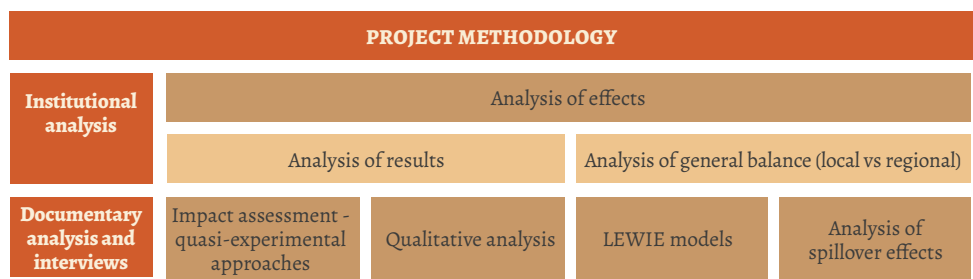 PROJECT METHODOLOGY
Institutional
analysis
Analysis of effects
Analysis of results
Analysis of general balance (local vs regional)
Documentary
analysis and
interviews
Impact assessment -
quasi-experimental
approaches
Qualitative analysis
LEWIE models
Analysis of
spillover effects